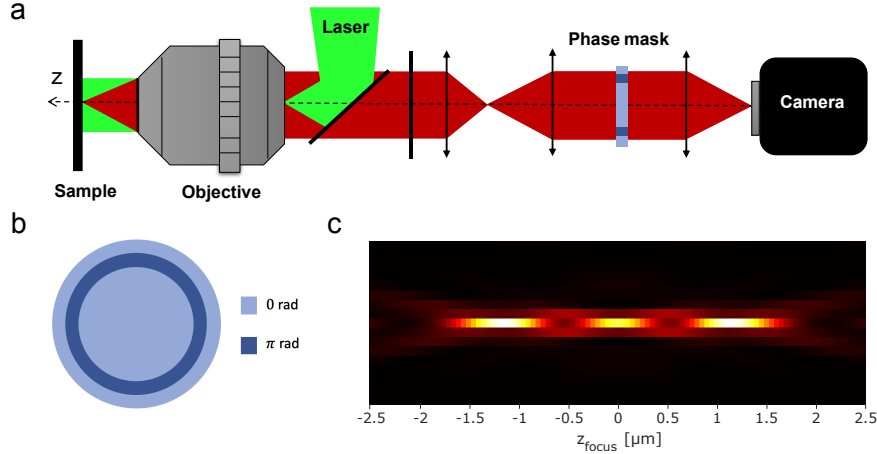 a
Laser
Phase mask
z
Camera
Sample
Objective
b
0 rad
π rad
c
-2.5 -2 -1.5 -1 -0.5 0 0.5 1 1.5 2 2.5
z_focus [µm]